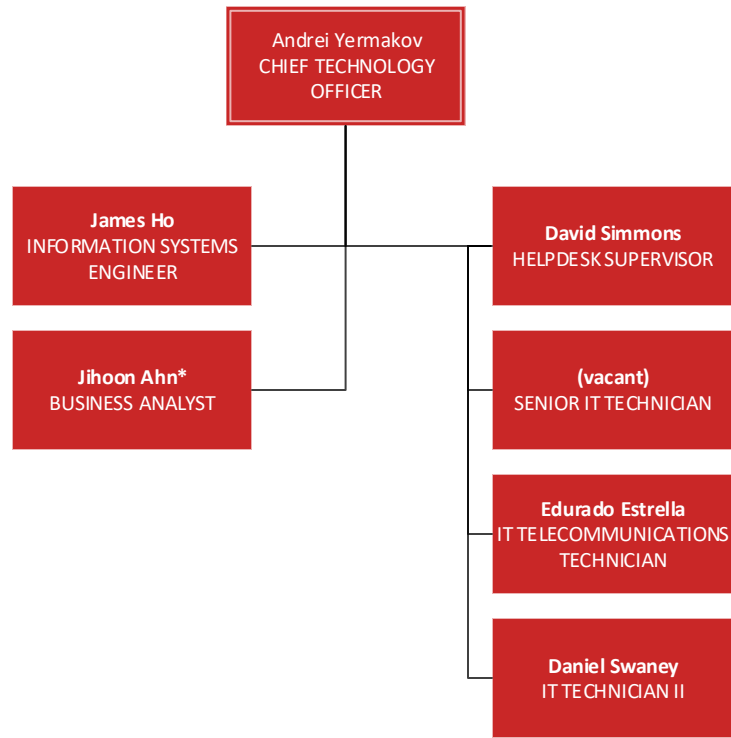 Andrei Yermakov
CHIEF TECHNOLOGY
OFFICER
James Ho
INFORMATION SYSTEMS
ENGINEER
Jihoon Ahn*
BUSINESS ANALYST
David Simmons
HELPDESK SUPERVISOR
(vacant)
SENIOR IT TECHNICIAN
Edurado Estrella
IT TELECOMMUNICATIONS
TECHNICIAN
Daniel Swaney
IT TECHNICIAN II